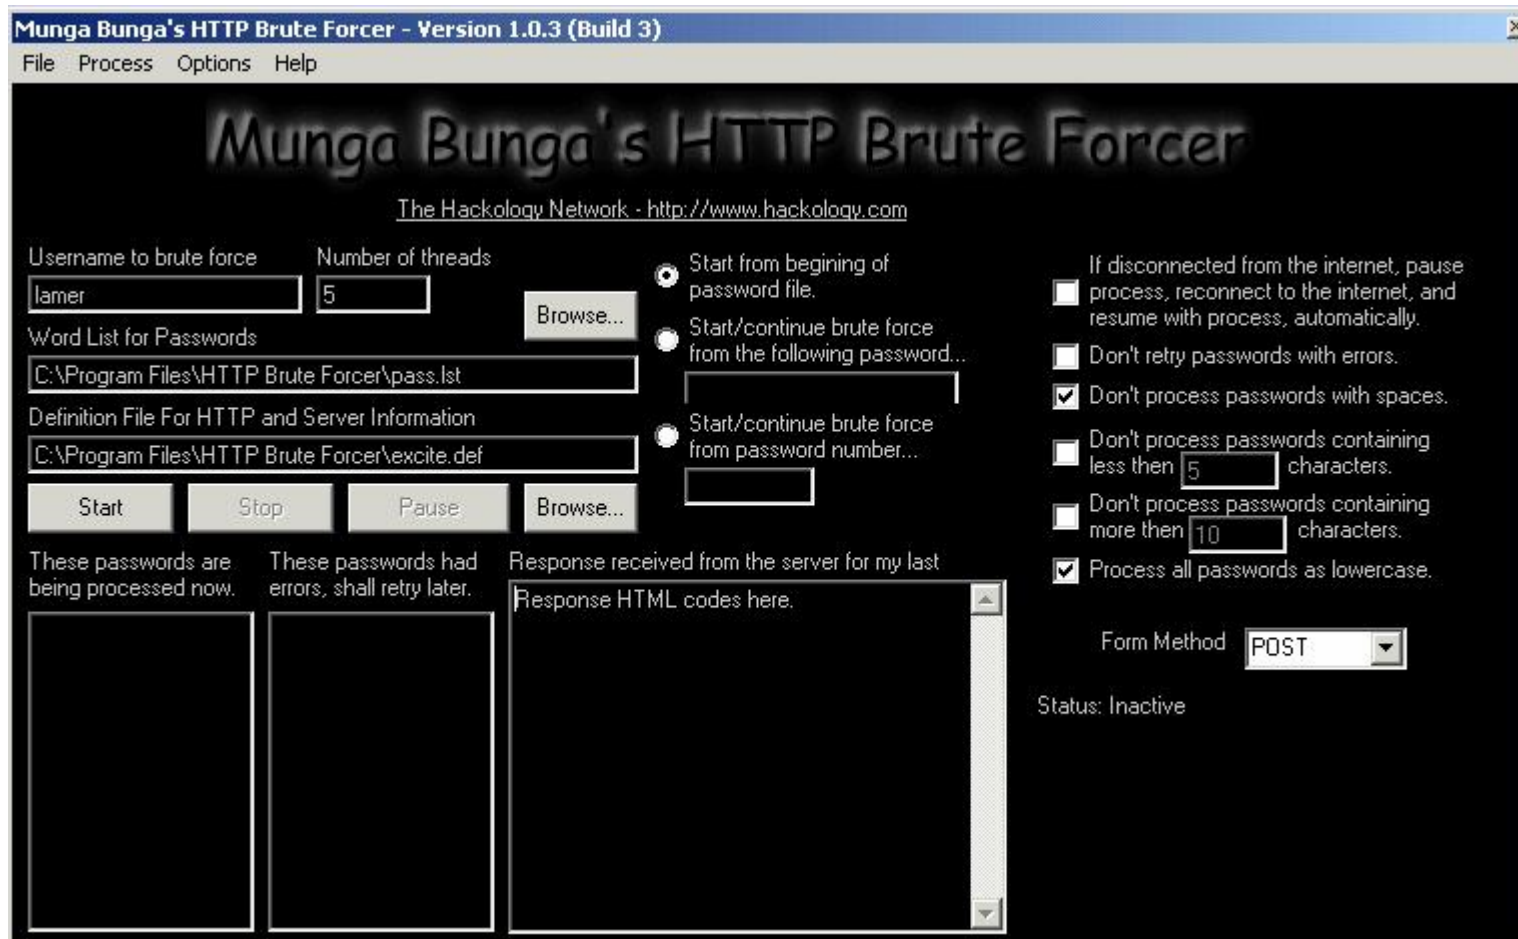 Munga Bunga's HTTP Brute Forcer - Version 1.0.3 (Build 3)
File Process Options Help
Munga Bunga's HTTP Brute Forcer
The Hackology Network - http://www.hackology.com
Username to brute force
lamer
Number of threads
5
Browse...
Word List for Passwords
C:\Program Files\HTTP Brute Forcer\pass.lst
Definition File For HTTP and Server Information
C:\Program Files\HTTP Brute Forcer\excite.def
Start
Stop
Pause
Browse...
Start from begining of
password file.
Start/continue brute force
from the following password...
Start/continue brute force
from password number...
If disconnected from the internet, pause
process, reconnect to the internet, and
resume with process, automatically.
Don't retry passwords with errors.
Don't process passwords with spaces.
Don't process passwords containing
less then 5 characters.
Don't process passwords containing
more then 10 characters.
Process all passwords as lowercase.
Form Method POST
Status: Inactive
These passwords are
being processed now.
These passwords had
errors, shall retry later.
Response received from the server for my last
Response HTML codes here.